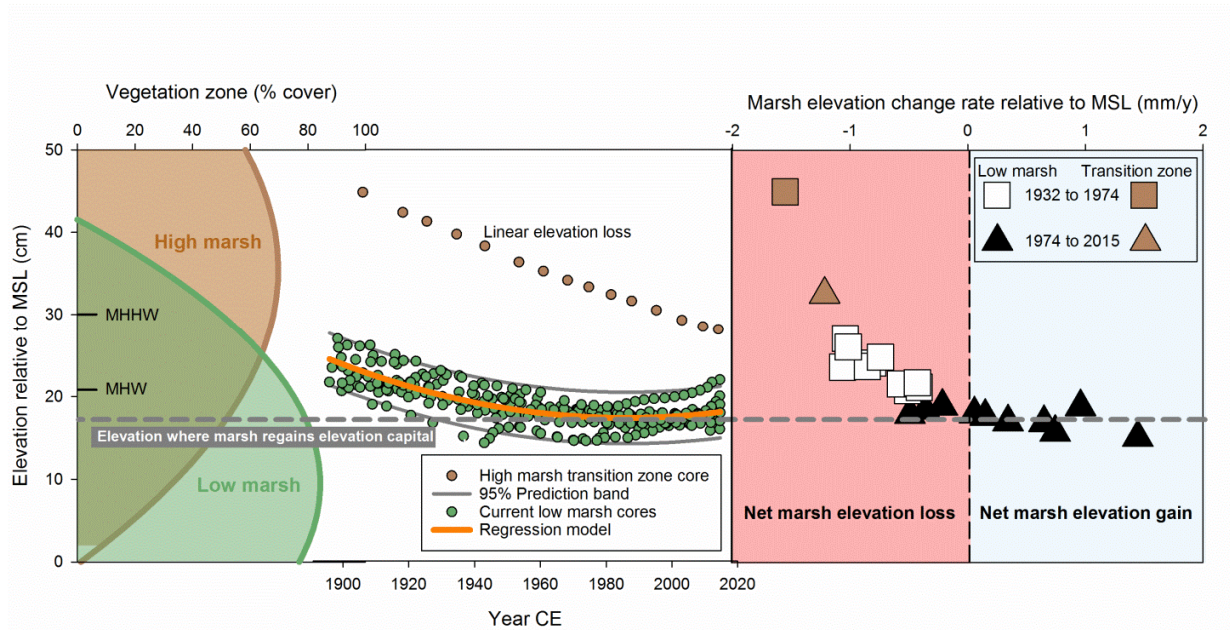 Vegetation zone (% cover)
0 20 40 60 80 100
Marsh elevation change rate relative to MSL (mm/y)
-2 -1 0 1 2
Elevation relative to MSL (cm)
50
40
30
20
10
0
High marsh
MHHW
MHW
Elevation where marsh regains elevation capital
Low marsh
Linear elevation loss
High marsh transition zone core
95% Prediction band
Current low marsh cores
Regression model
1900 1920 1940 1960 1980 2000 2020
Year CE
Low marsh Transition zone
1932 to 1974
1974 to 2015
Net marsh elevation loss
Net marsh elevation gain